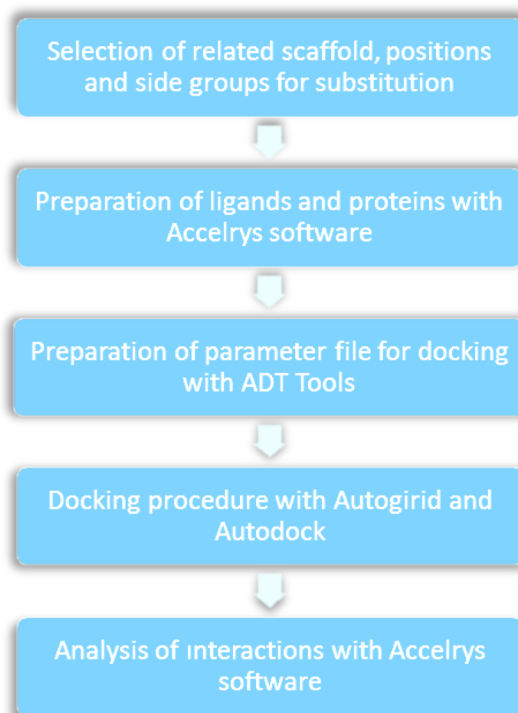 Selection of related scaffold, positions
and side groups for substitution
Preparation of ligands and proteins with
Accelrys software
Preparation of parameter file for docking
with ADT Tools
Docking procedure with Autogirid and
Autodock
Analysis of ınteractions with Accelrys
software